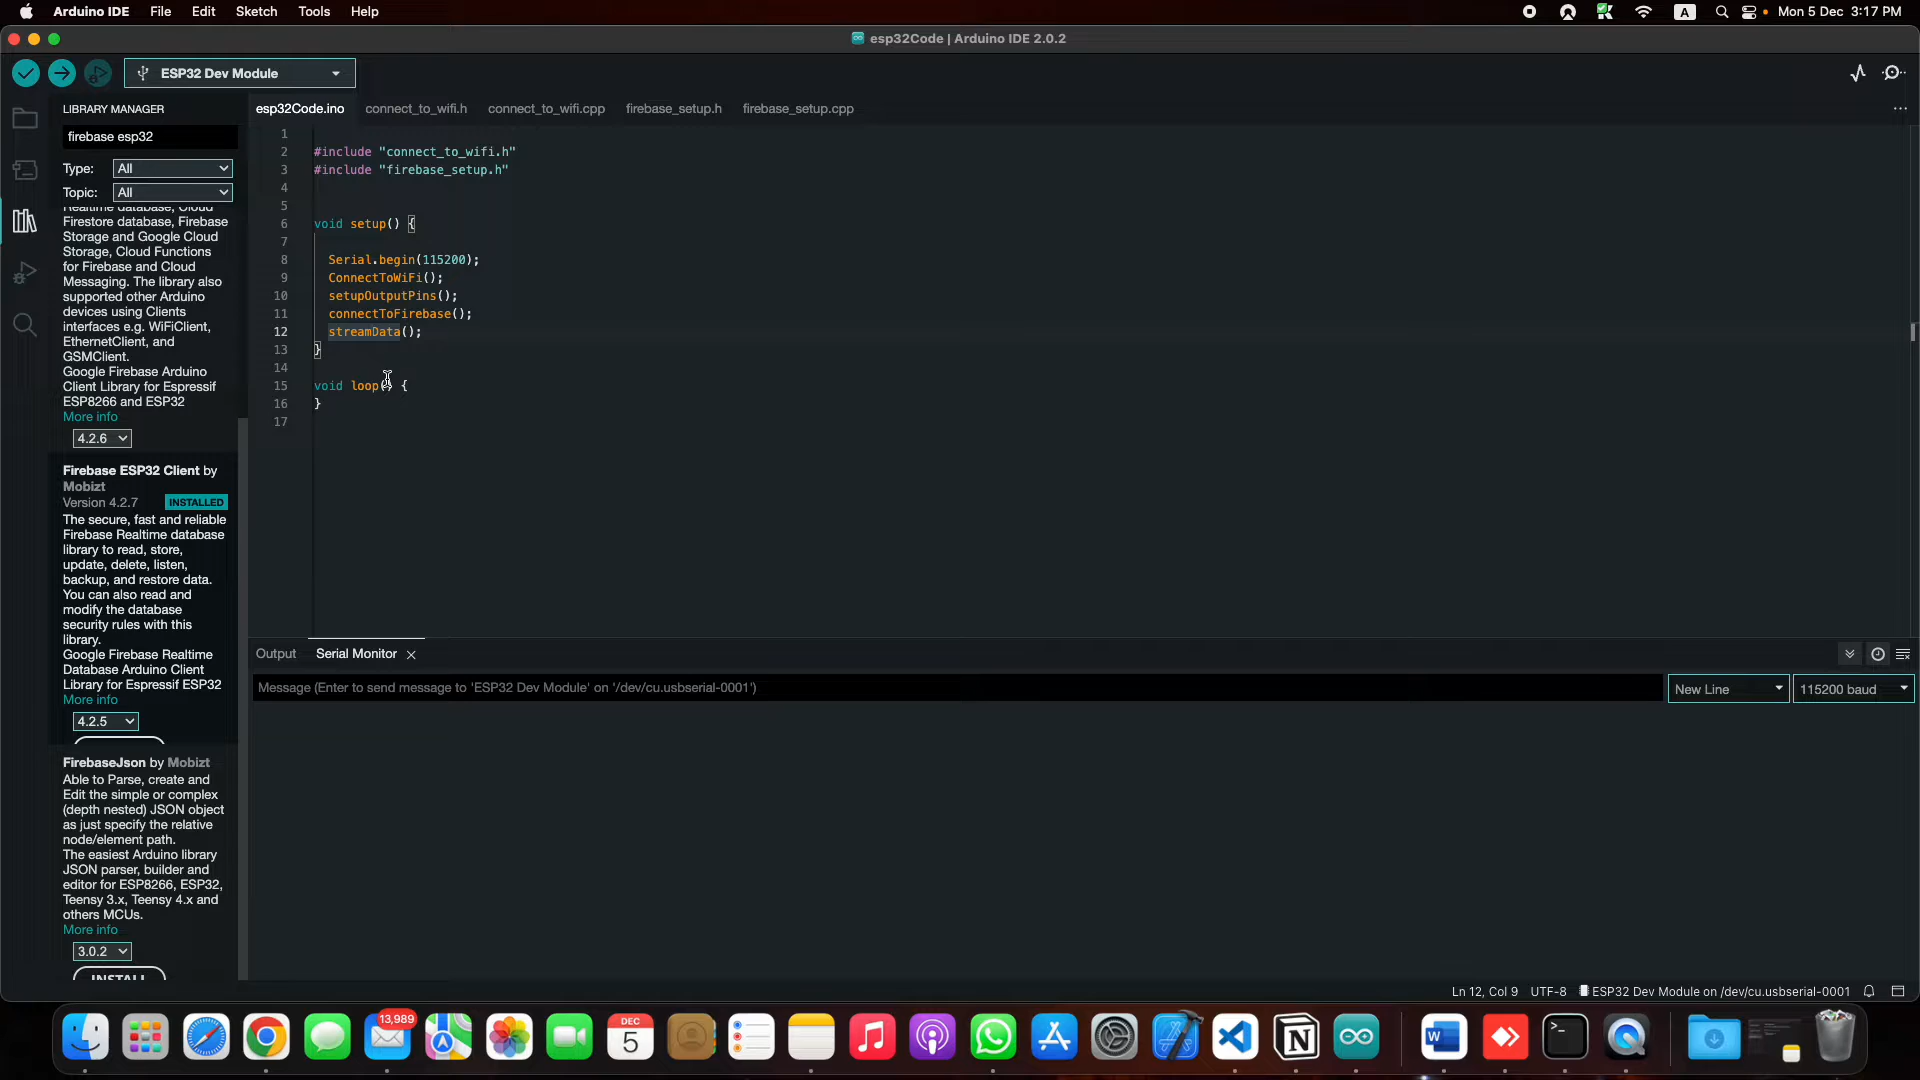 Arduino IDE File Edit Sketch Tools Help
A Mon 5 Dec 3:17 PM
esp32Code | Arduino IDE 2.0.2
ESP32 Dev Module
LIBRARY MANAGER
firebase esp32
Type: All
Topic: All
Realtime database, Cloud
Firestore database, Firebase
Storage and Google Cloud
Storage, Cloud Functions
for Firebase and Cloud
Messaging. The library also
supported other Arduino
devices using Clients
interfaces e.g. WiFiClient,
EthernetClient, and
GSMClient.
Google Firebase Arduino
Client Library for Espressif
ESP8266 and ESP32
More info
4.2.6
Firebase ESP32 Client by
Mobizt
Version 4.2.7 INSTALLED
The secure, fast and reliable
Firebase Realtime database
library to read, store,
update, delete, listen,
backup, and restore data.
You can also read and
modify the database
security rules with this
library.
Google Firebase Realtime
Database Arduino Client
Library for Espressif ESP32
More info
4.2.5
FirebaseJson by Mobizt
Able to Parse, create and
Edit the simple or complex
(depth nested) JSON object
as just specify the relative
node/element path.
The easiest Arduino library
JSON parser, builder and
editor for ESP8266, ESP32,
Teensy 3.x, Teensy 4.x and
others MCUs.
More info
3.0.2
INSTALL
esp32Code.ino connect_to_wifi.h connect_to_wifi.cpp firebase_setup.h firebase_setup.cpp
1
2 #include "connect_to_wifi.h"
3 #include "firebase_setup.h"
4
5
6 void setup() {
7
8 Serial.begin(115200);
9 ConnectToWiFi();
10 setupOutputPins();
11 connectToFirebase();
12 streamData();
13 }
14
15 void loop() {
16 }
17
Output Serial Monitor
Message (Enter to send message to 'ESP32 Dev Module' on '/dev/cu.usbserial-0001')
New Line 115200 baud
Ln 12, Col 9 UTF-8 ESP32 Dev Module on /dev/cu.usbserial-0001
13,989
DEC
5